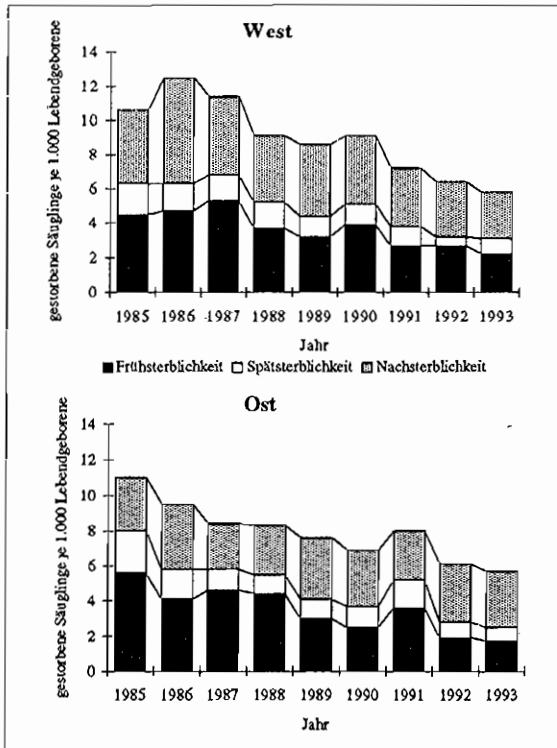 West
gestorbene Säuglinge je 1.000 Lebendgeborene
14
12
10
8
6
4
2
0
1985 1986 1987 1988 1989 1990 1991 1992 1993
Jahr
Frühsterblichkeit Spätsterblichkeit Nachsterblichkeit
Ost
gestorbene Säuglinge je 1.000 Lebendgeborene
14
12
10
8
6
4
2
0
1985 1986 1987 1988 1989 1990 1991 1992 1993
Jahr